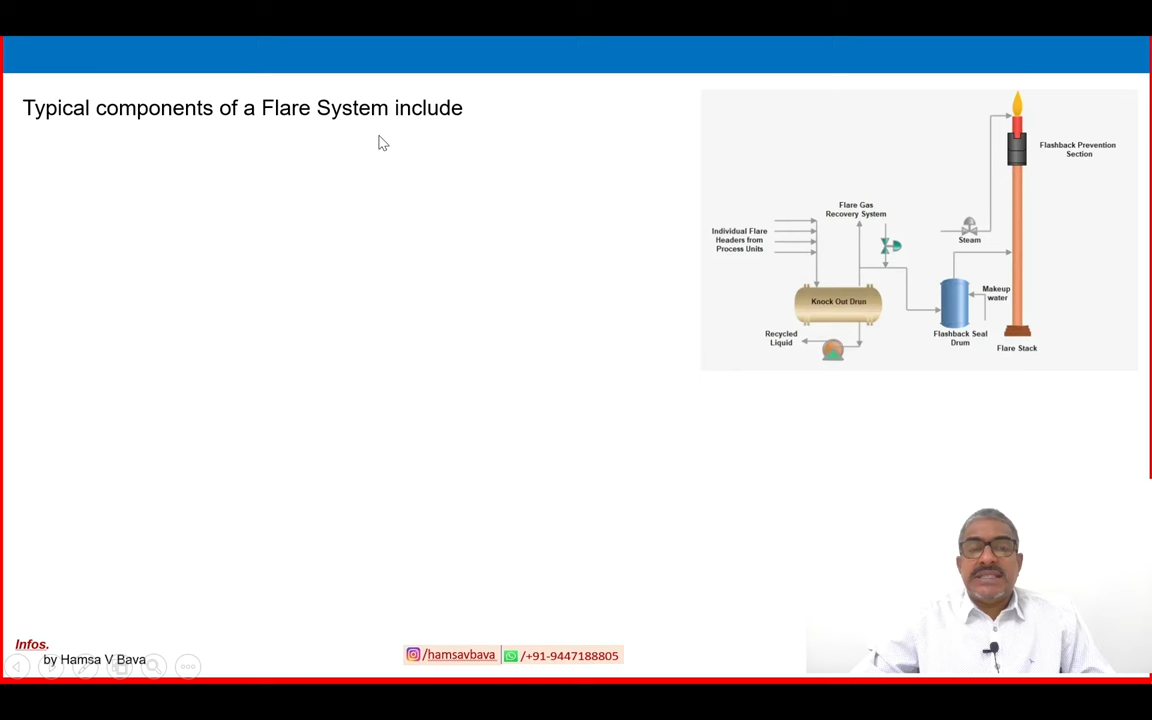 Typical components of a Flare System include
Flashback Prevention
Section
Flare Gas
Recovery System
Individual Flare
Headers from
Process Units
Steam
Knock Out Drun
Makeup
water
Recycled
Liquid
Flashback Seal
Drum
Flare Stack
Infos.
by Hamsa V Bava
/hamsavbava
/+91-9447188805